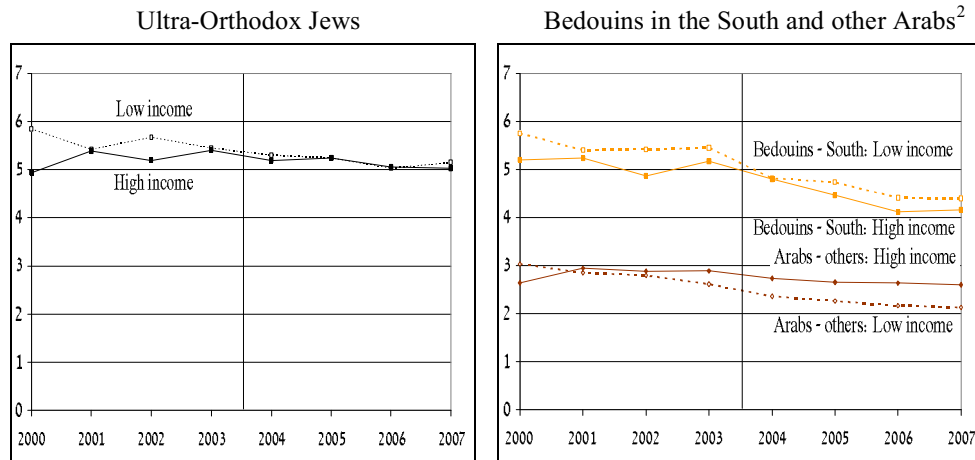 Ultra-Orthodox Jews
7
6
5
4
3
2
1
0
Low income
High income
2000 2001 2002 2003 2004 2005 2006 2007
Bedouins in the South and other Arabs²
7
6
5
4
3
2
1
0
Bedouins - South: Low income
Bedouins - South: High income
Arabs - others: High income
Arabs - others: Low income
2000 2001 2002 2003 2004 2005 2006 2007